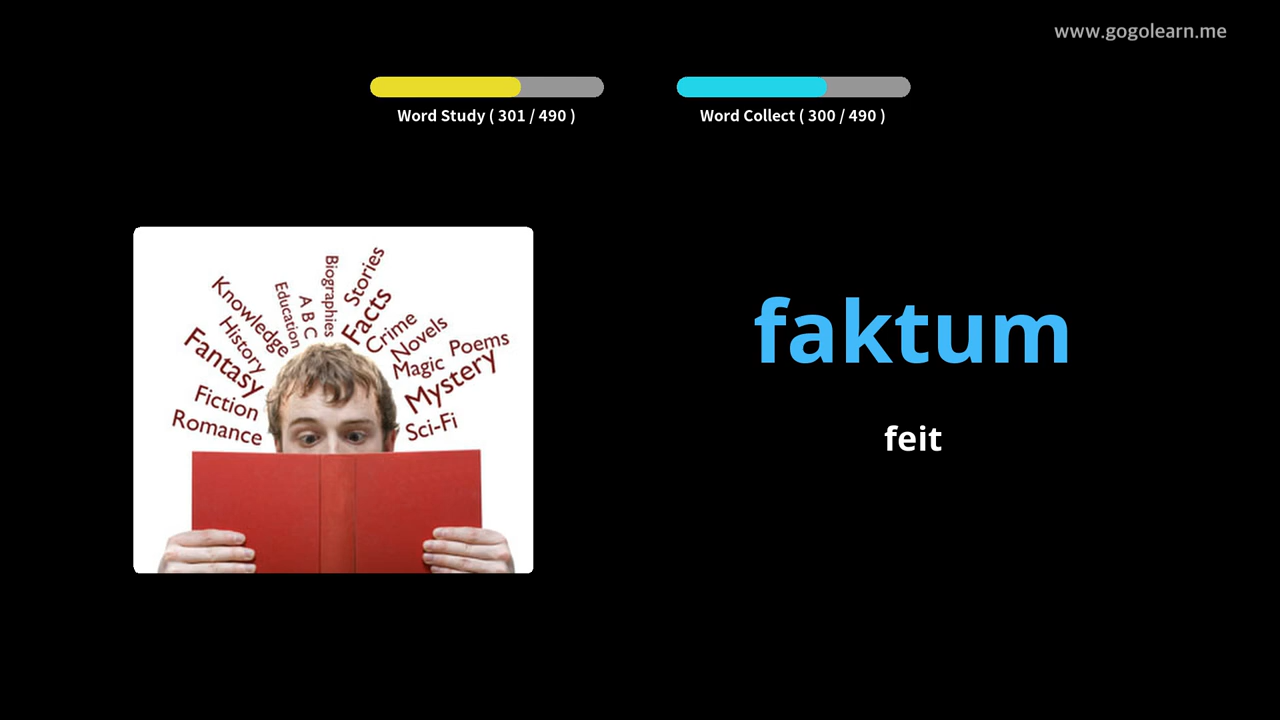 www.gogolearn.me
Word Study ( 301 / 490 )
Word Collect ( 300 / 490 )
Biographies
Stories
Education
A B C
Facts
Knowledge
History
Crime
Novels
Poems
Fantasy
Magic
Mystery
Fiction
Romance
Sci-Fi
faktum
feit